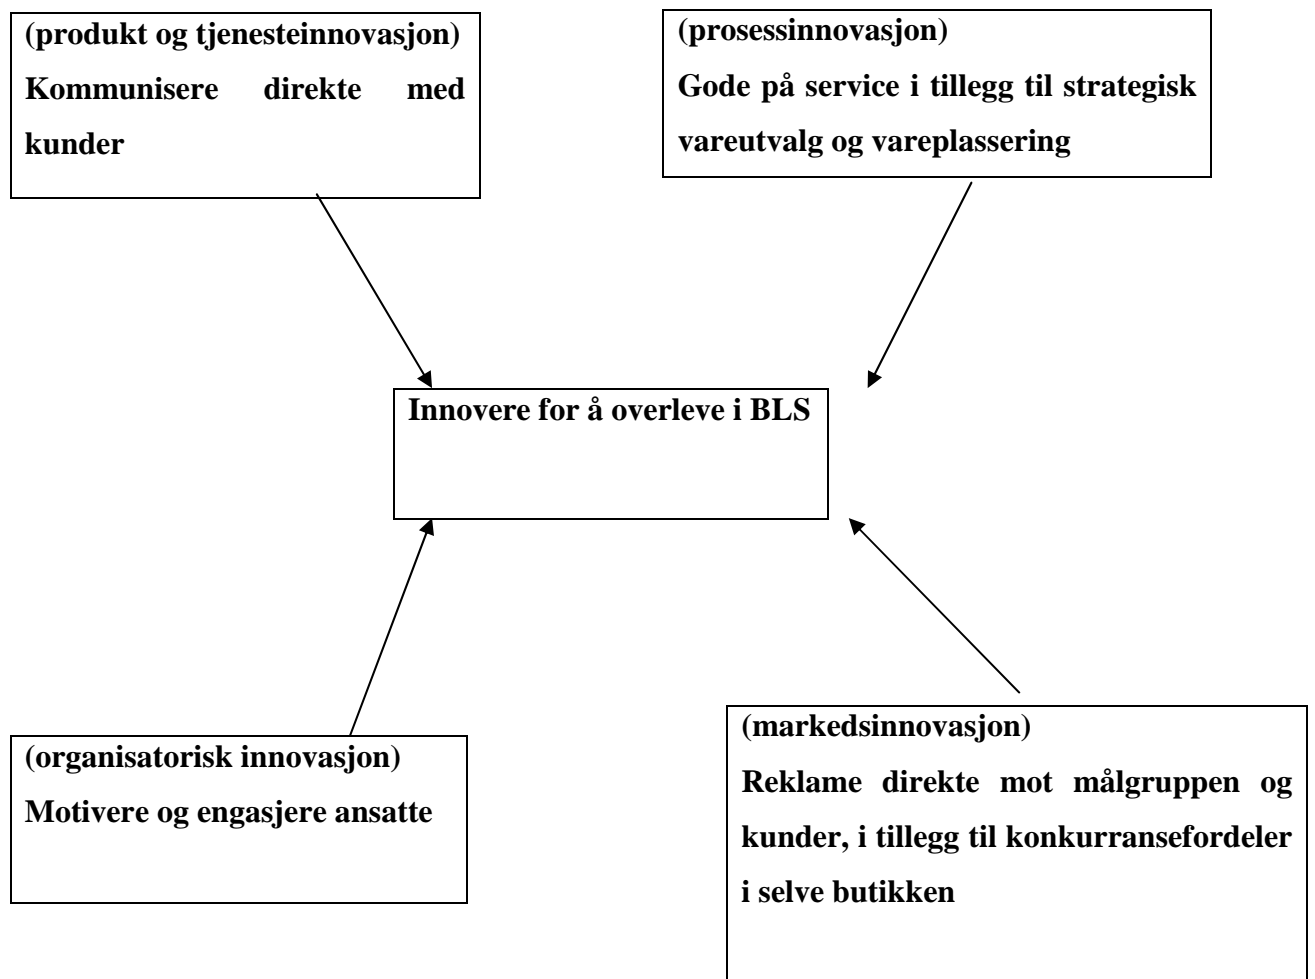 (produkt og tjenesteinnovasjon)
Kommunisere direkte med
kunder
(prosessinnovasjon)
Gode på service i tillegg til strategisk
vareutvalg og vareplassering
Innovere for å overleve i BLS
(organisatorisk innovasjon)
Motivere og engasjere ansatte
(markedsinnovasjon)
Reklame direkte mot målgruppen og
kunder, i tillegg til konkurransefordeler
i selve butikken